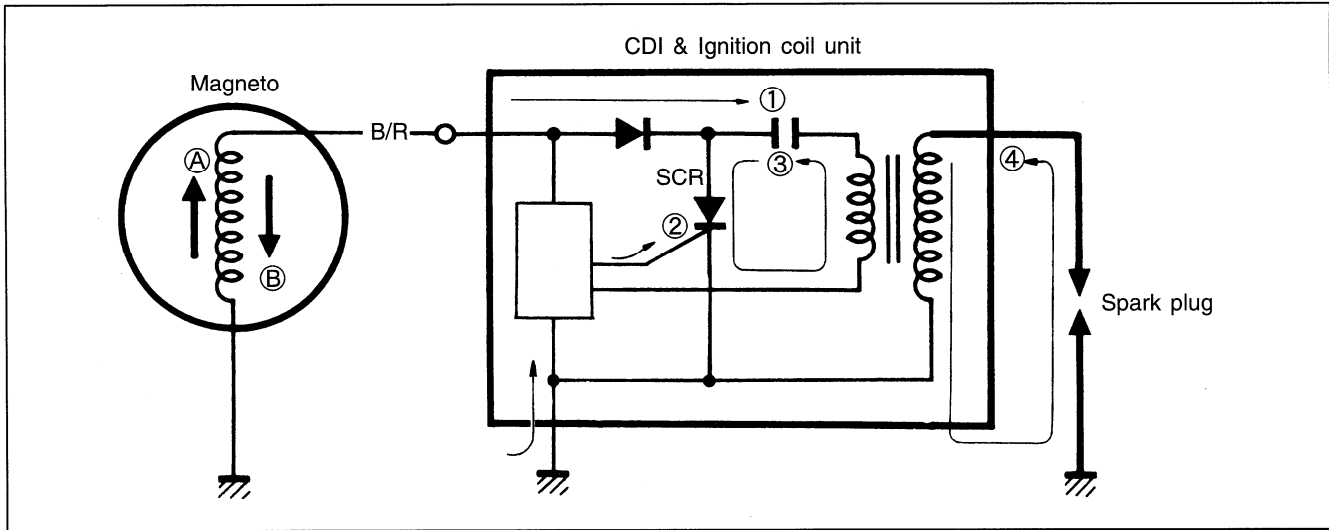 CDI & Ignition coil unit
Magneto
①
B/R
Ⓐ
③
④
SCR
②
Ⓑ
Spark plug